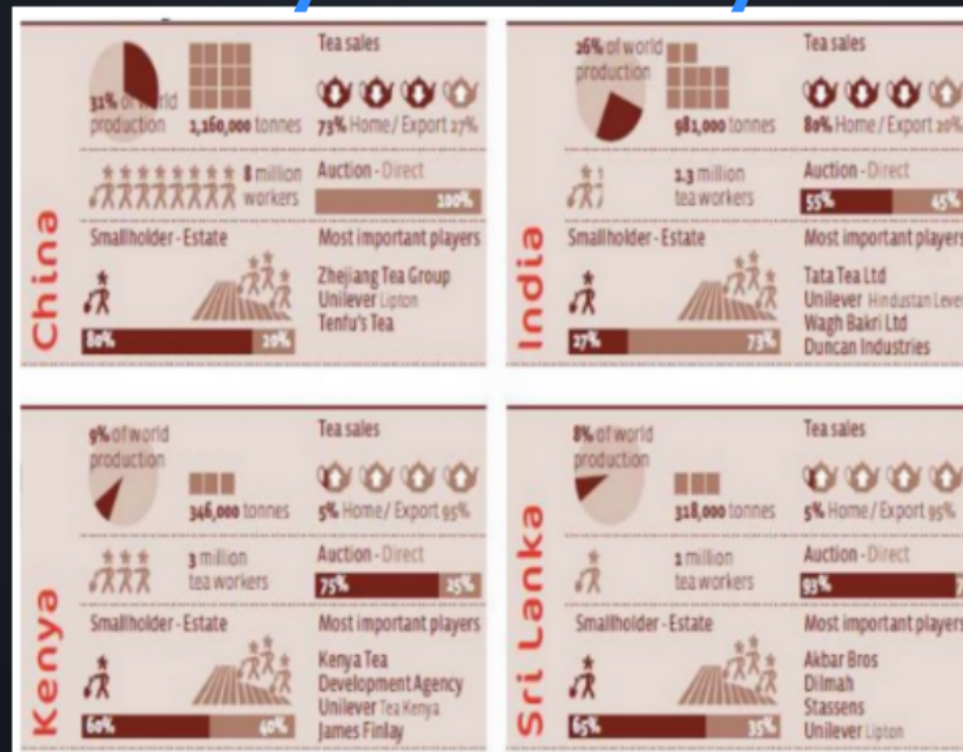 China
31% of world
production
1,160,000 tonnes
Tea sales
73% Home / Export 27%
8 million
workers
Auction - Direct
100%
Smallholder - Estate
80% 20%
Most important players
Zhejiang Tea Group
Unilever Lipton
Tenfu's Tea
India
26% of world
production
981,000 tonnes
Tea sales
80% Home / Export 20%
1.3 million
tea workers
Auction - Direct
55% 45%
Smallholder - Estate
27% 73%
Most important players
Tata Tea Ltd
Unilever Hindustan Lever
Wagh Bakri Ltd
Duncan Industries
Kenya
9% of world
production
346,000 tonnes
Tea sales
5% Home / Export 95%
3 million
tea workers
Auction - Direct
75% 25%
Smallholder - Estate
60% 40%
Most important players
Kenya Tea
Development Agency
Unilever Tea Kenya
James Finlay
Sri Lanka
8% of world
production
318,000 tonnes
Tea sales
5% Home / Export 95%
1 million
tea workers
Auction - Direct
93% 7
Smallholder - Estate
65% 35%
Most important players
Akbar Bros
Dilmah
Stassens
Unilever Lipton